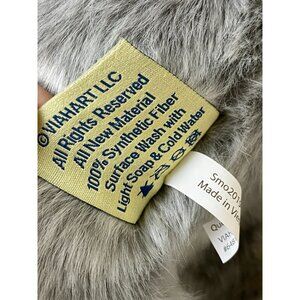 ©VIAHART LLC
All Rights Reserved
All New Material
100% Synthetic Fiber
Surface Wash with
Light Soap & Cold Water
Made in